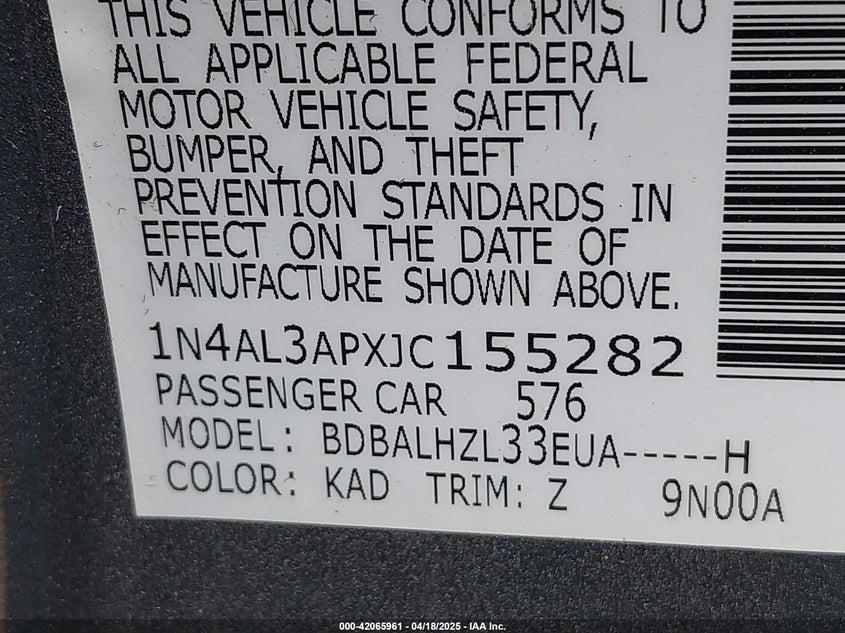 THIS VEHICLE CONFORMS TO
ALL APPLICABLE FEDERAL
MOTOR VEHICLE SAFETY,
BUMPER, AND THEFT
PREVENTION STANDARDS IN
EFFECT ON THE DATE OF
MANUFACTURE SHOWN ABOVE.
1N4AL3APXJC155282
PASSENGER CAR 576
MODEL: BDBALHZL33EUA-----H
COLOR: KAD TRIM: Z 9N00A
000-42065961 - 04/18/2025 - IAA Inc.